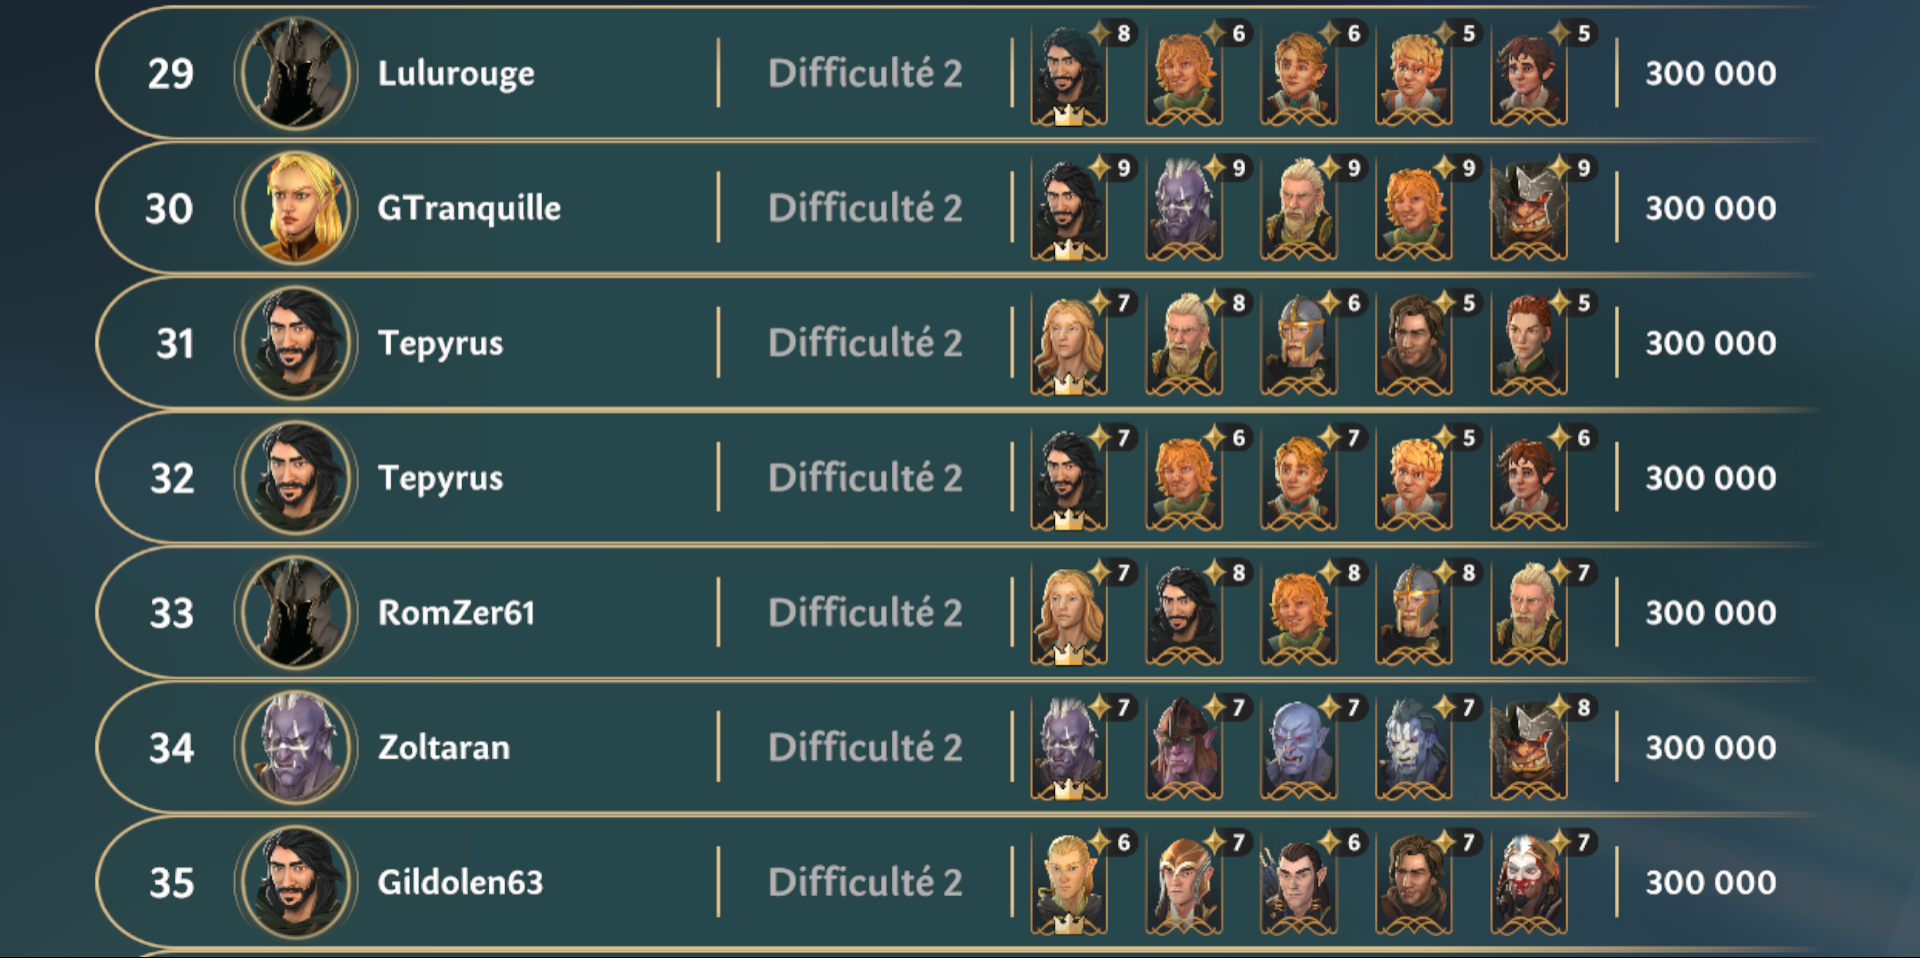 29 Lulurouge Difficulté 2 8 6 6 5 5 300 000
30 GTranquille Difficulté 2 9 9 9 9 9 300 000
31 Tepyrus Difficulté 2 7 8 6 5 5 300 000
32 Tepyrus Difficulté 2 7 6 7 5 6 300 000
33 RomZer61 Difficulté 2 7 8 8 8 7 300 000
34 Zoltaran Difficulté 2 7 7 7 7 8 300 000
35 Gildolen63 Difficulté 2 6 7 6 7 7 300 000